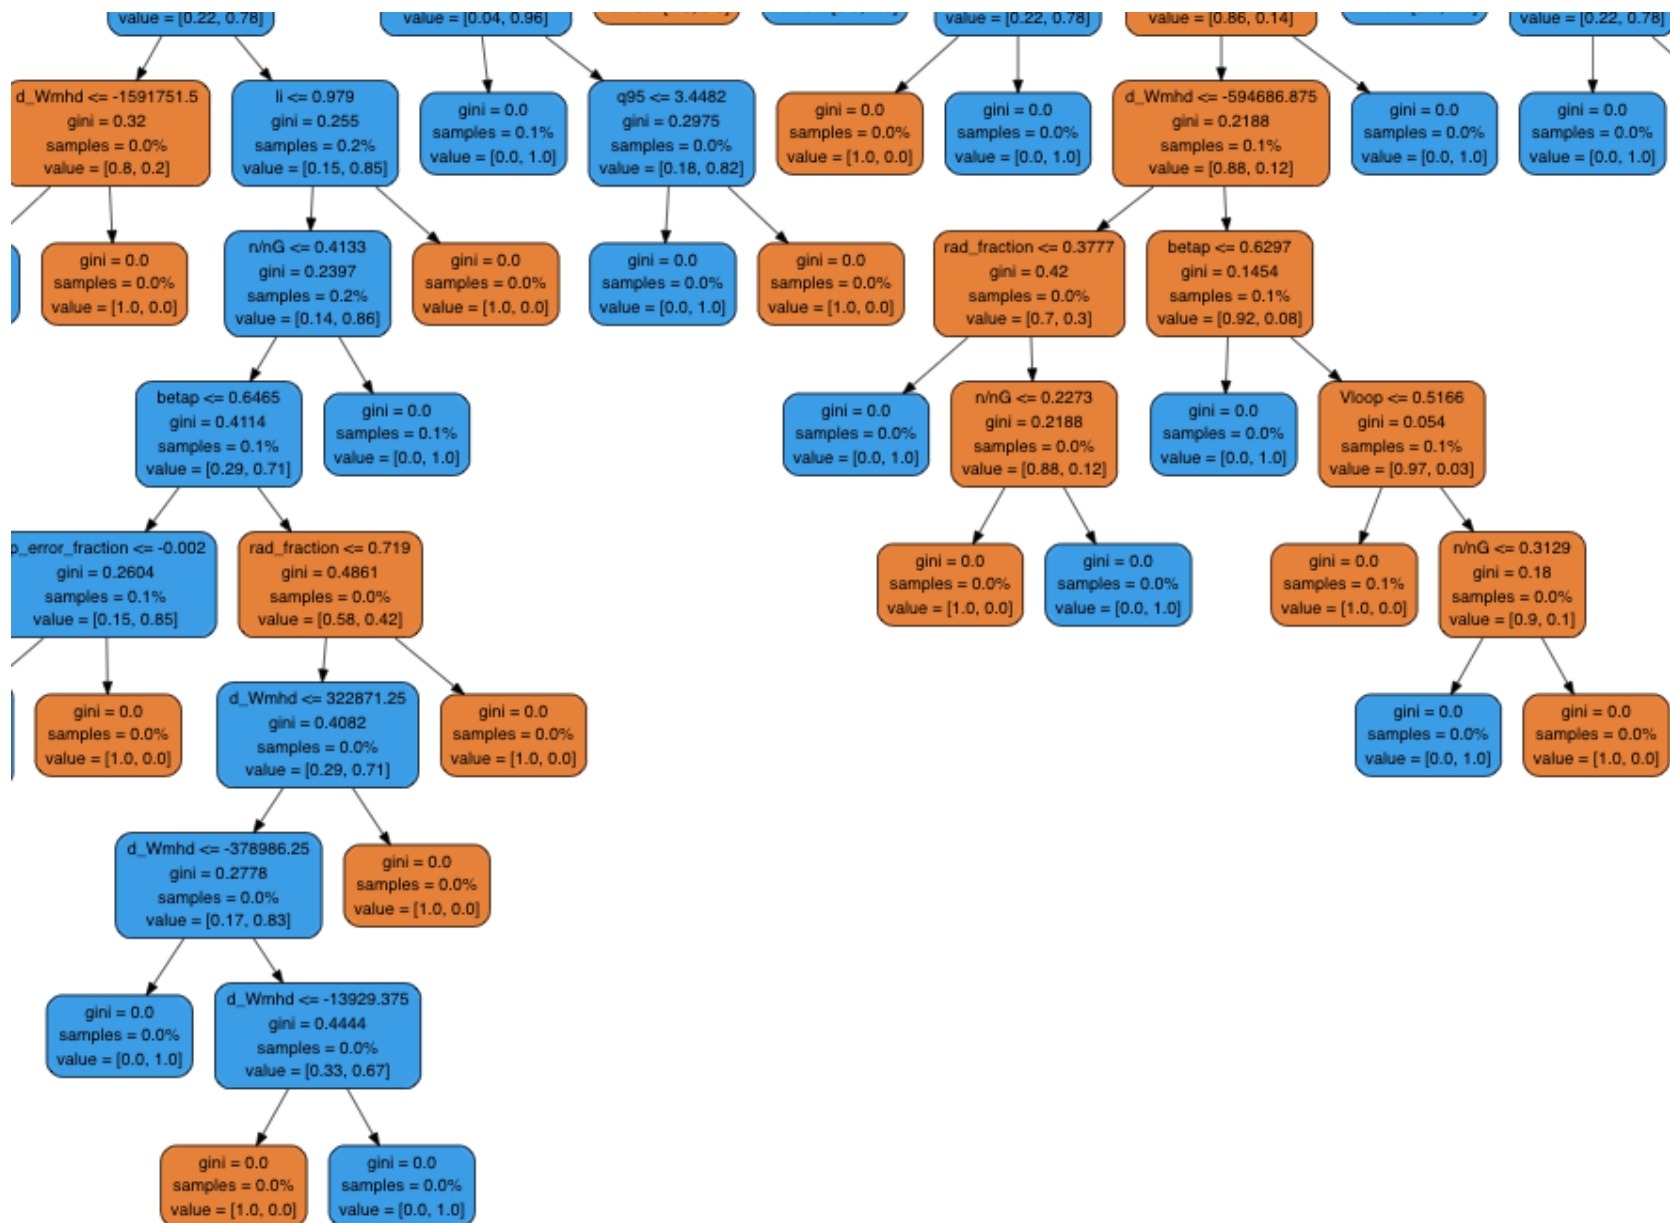 value = [0.22, 0.78]
value = [0.04, 0.96]
value = [0.22, 0.78]
value = [0.86, 0.14]
value = [0.22, 0.78]
d_Wmhd <= -1591751.5
gini = 0.32
samples = 0.0%
value = [0.8, 0.2]
li <= 0.979
gini = 0.255
samples = 0.2%
value = [0.15, 0.85]
gini = 0.0
samples = 0.1%
value = [0.0, 1.0]
q95 <= 3.4482
gini = 0.2975
samples = 0.0%
value = [0.18, 0.82]
gini = 0.0
samples = 0.0%
value = [1.0, 0.0]
gini = 0.0
samples = 0.0%
value = [0.0, 1.0]
d_Wmhd <= -594686.875
gini = 0.2188
samples = 0.1%
value = [0.88, 0.12]
gini = 0.0
samples = 0.0%
value = [0.0, 1.0]
gini = 0.0
samples = 0.0%
value = [0.0, 1.0]
gini = 0.0
samples = 0.0%
value = [1.0, 0.0]
n/nG <= 0.4133
gini = 0.2397
samples = 0.2%
value = [0.14, 0.86]
gini = 0.0
samples = 0.0%
value = [1.0, 0.0]
gini = 0.0
samples = 0.0%
value = [0.0, 1.0]
gini = 0.0
samples = 0.0%
value = [1.0, 0.0]
rad_fraction <= 0.3777
gini = 0.42
samples = 0.0%
value = [0.7, 0.3]
betap <= 0.6297
gini = 0.1454
samples = 0.1%
value = [0.92, 0.08]
betap <= 0.6465
gini = 0.4114
samples = 0.1%
value = [0.29, 0.71]
gini = 0.0
samples = 0.1%
value = [0.0, 1.0]
gini = 0.0
samples = 0.0%
value = [0.0, 1.0]
n/nG <= 0.2273
gini = 0.2188
samples = 0.0%
value = [0.88, 0.12]
gini = 0.0
samples = 0.0%
value = [0.0, 1.0]
Vloop <= 0.5166
gini = 0.054
samples = 0.1%
value = [0.97, 0.03]
p_error_fraction <= -0.002
gini = 0.2604
samples = 0.1%
value = [0.15, 0.85]
rad_fraction <= 0.719
gini = 0.4861
samples = 0.0%
value = [0.58, 0.42]
gini = 0.0
samples = 0.0%
value = [1.0, 0.0]
gini = 0.0
samples = 0.0%
value = [0.0, 1.0]
gini = 0.0
samples = 0.1%
value = [1.0, 0.0]
n/nG <= 0.3129
gini = 0.18
samples = 0.0%
value = [0.9, 0.1]
gini = 0.0
samples = 0.0%
value = [1.0, 0.0]
d_Wmhd <= 322871.25
gini = 0.4082
samples = 0.0%
value = [0.29, 0.71]
gini = 0.0
samples = 0.0%
value = [1.0, 0.0]
gini = 0.0
samples = 0.0%
value = [0.0, 1.0]
gini = 0.0
samples = 0.0%
value = [1.0, 0.0]
d_Wmhd <= -378986.25
gini = 0.2778
samples = 0.0%
value = [0.17, 0.83]
gini = 0.0
samples = 0.0%
value = [1.0, 0.0]
gini = 0.0
samples = 0.0%
value = [0.0, 1.0]
d_Wmhd <= -13929.375
gini = 0.4444
samples = 0.0%
value = [0.33, 0.67]
gini = 0.0
samples = 0.0%
value = [1.0, 0.0]
gini = 0.0
samples = 0.0%
value = [0.0, 1.0]